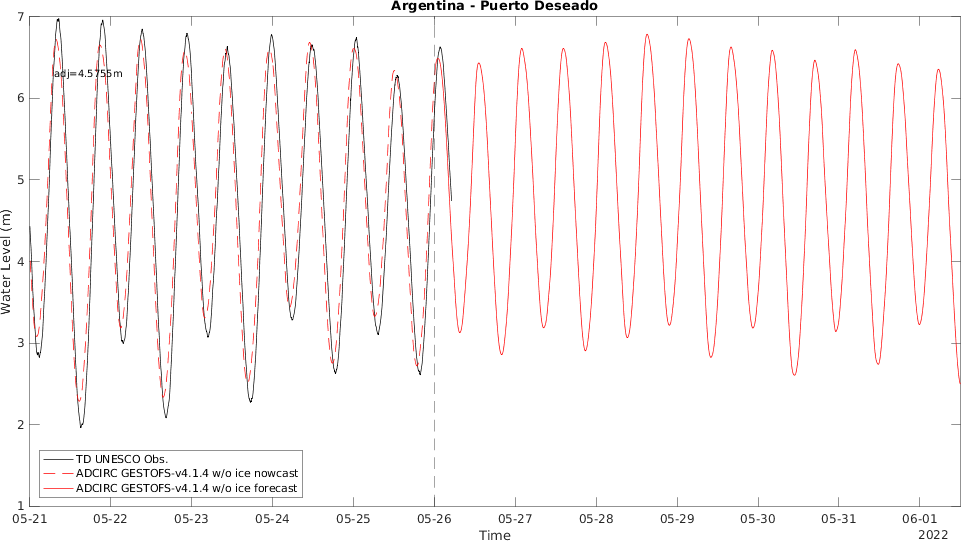 Argentina - Puerto Deseado
Water Level (m)
7
6
5
4
3
2
1
adj=4.5755m
TD UNESCO Obs.
ADCIRC GESTOFS-v4.1.4 w/o ice nowcast
ADCIRC GESTOFS-v4.1.4 w/o ice forecast
05-21 05-22 05-23 05-24 05-25 05-26 05-27 05-28 05-29 05-30 05-31 06-01
Time
2022